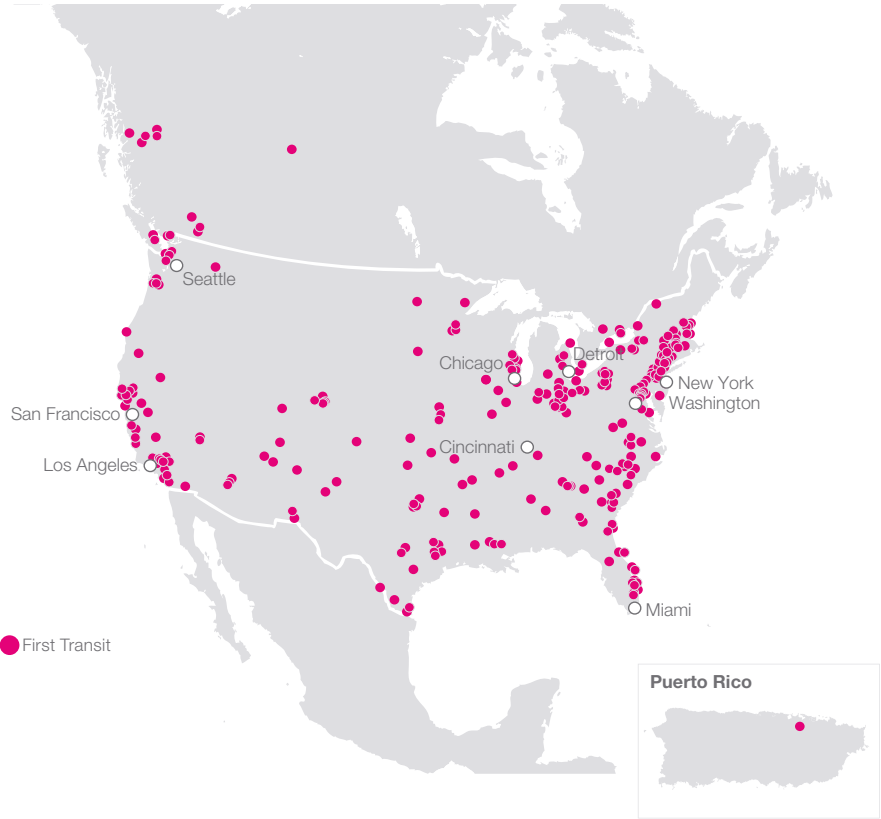 Seattle
Detroit
Chicago
New York
Washington
San Francisco
Cincinnati
Los Angeles
Miami
First Transit
Puerto Rico